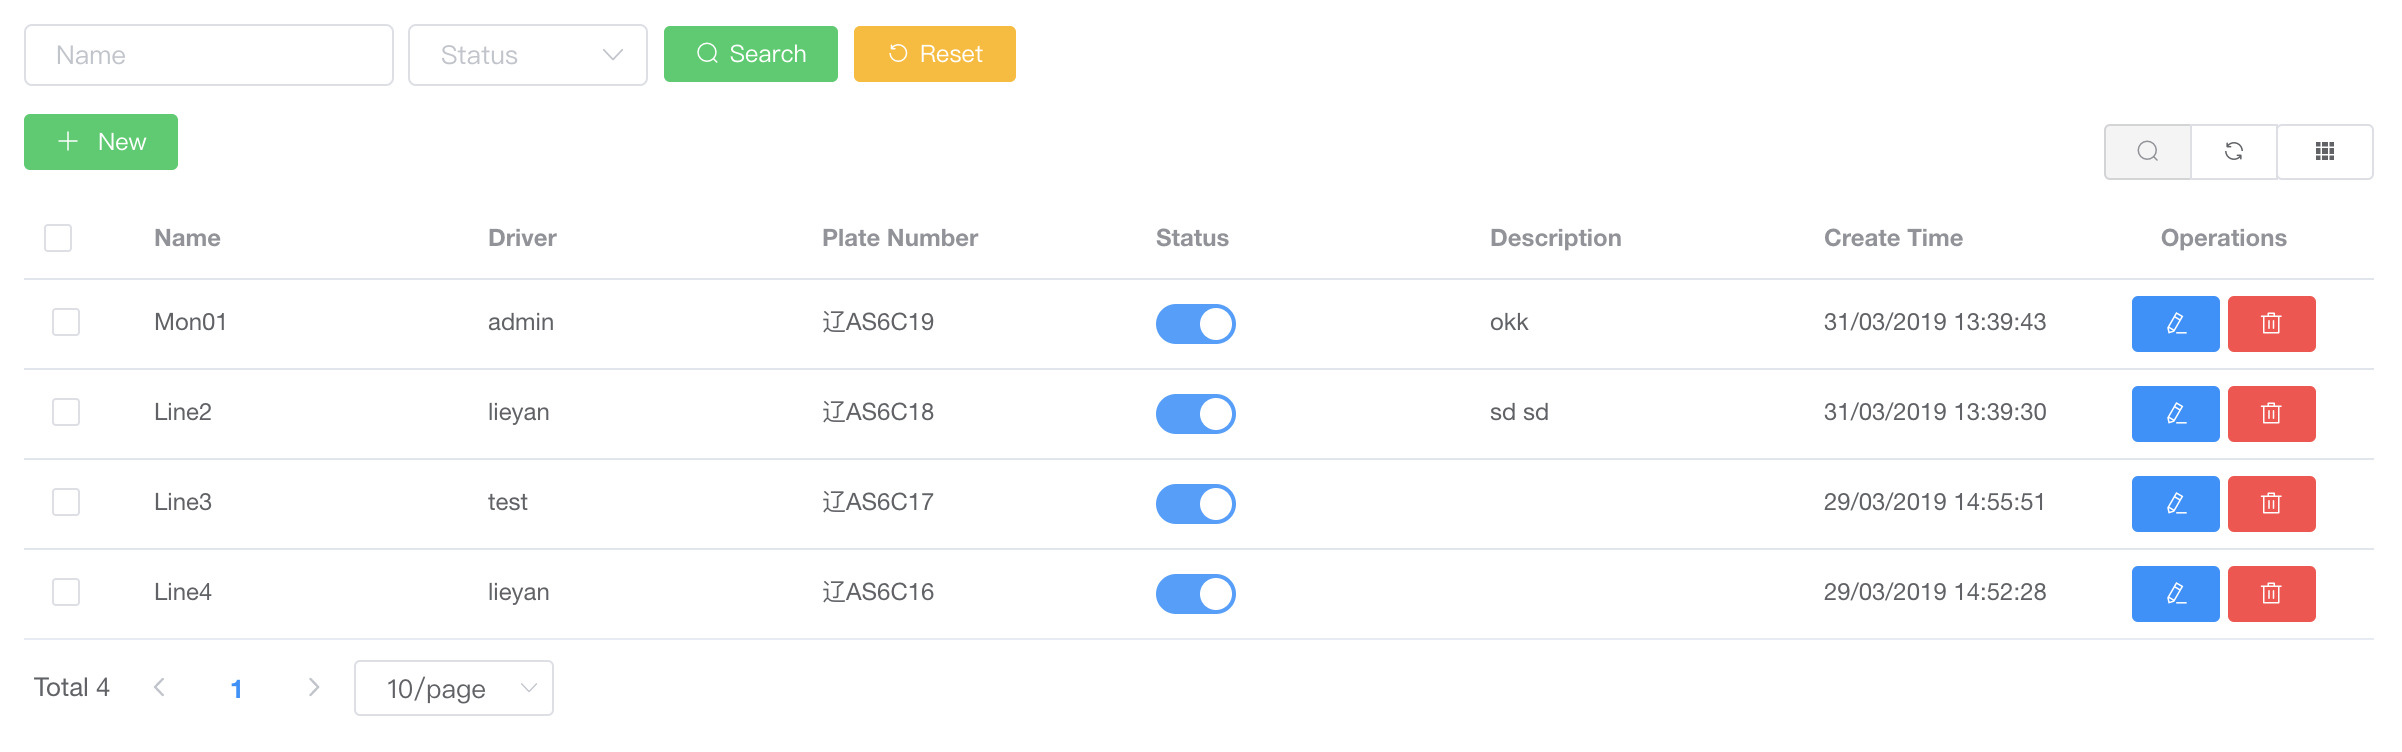 Name Status Search Reset
New
Name Driver Plate Number Status Description Create Time Operations
Mon01 admin 辽AS6C19 okk 31/03/2019 13:39:43
Line2 lieyan 辽AS6C18 sd sd 31/03/2019 13:39:30
Line3 test 辽AS6C17 29/03/2019 14:55:51
Line4 lieyan 辽AS6C16 29/03/2019 14:52:28
Total 4 1 10/page